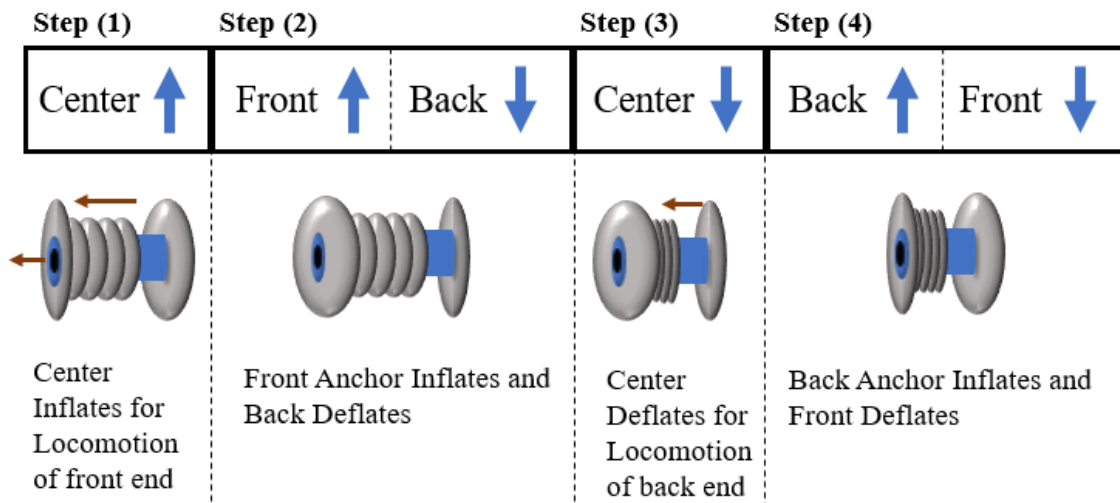 Step (1)
Step (2)
Step (3)
Step (4)
Center
Front
Back
Center
Back
Front
Center
Inflates for
Locomotion
of front end
Front Anchor Inflates and
Back Deflates
Center
Deflates for
Locomotion
of back end
Back Anchor Inflates and
Front Deflates